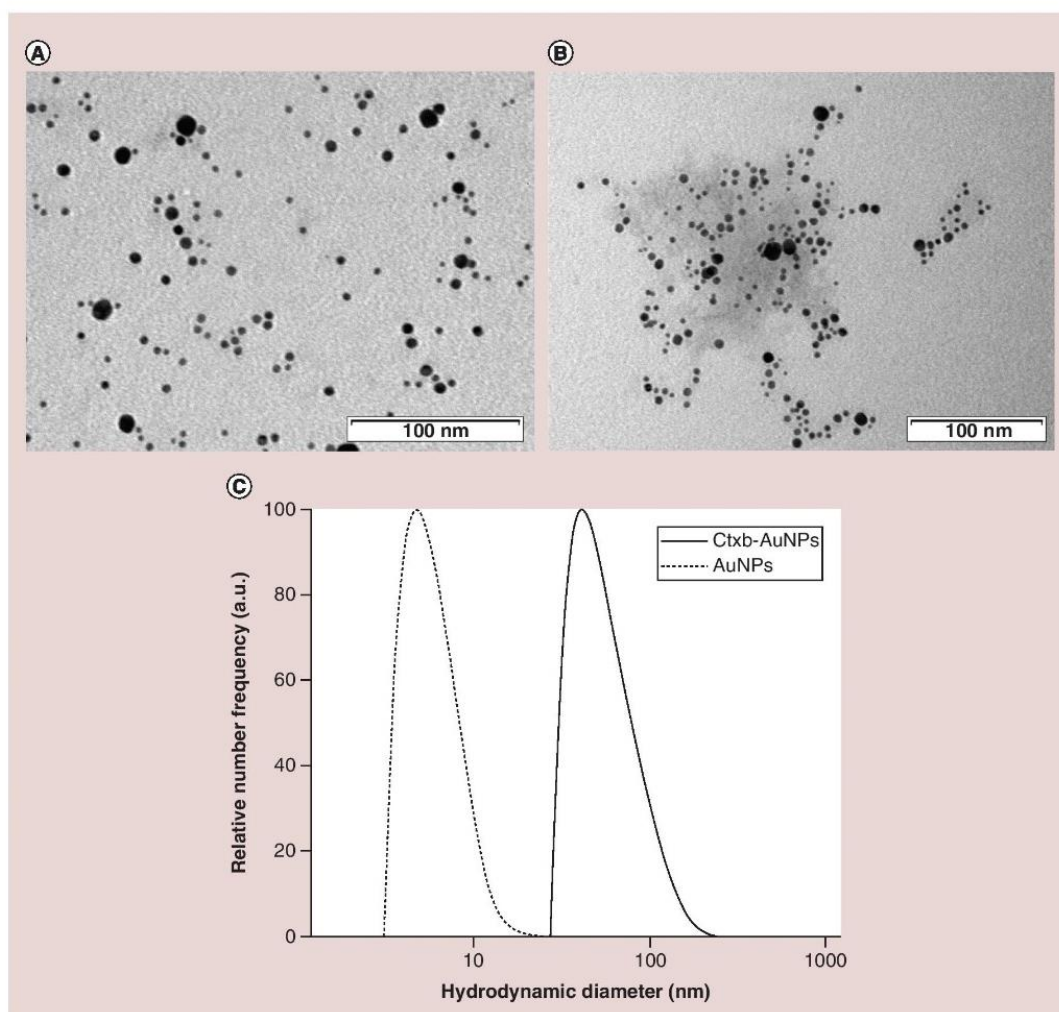 A
B
100 nm
100 nm
C
100
80
60
40
20
0
Relative number frequency (a.u.)
Ctxb-AuNPs
AuNPs
10
100
1000
Hydrodynamic diameter (nm)